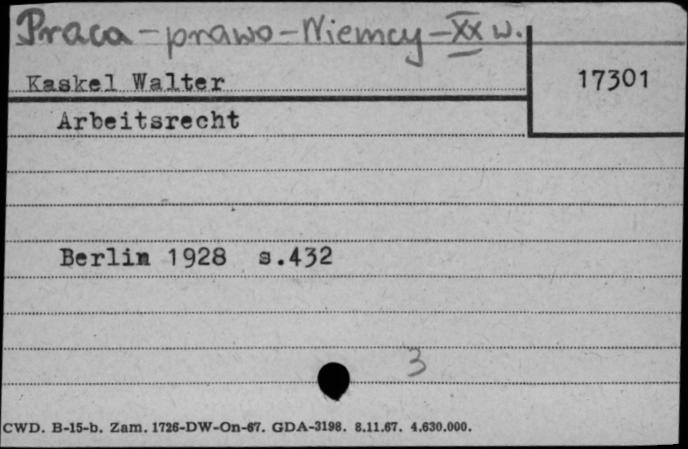 Praca - prawo - Niemcy - XX w.
Kaskel Walter
17301
Arbeitsrecht
Berlin 1928 s.432
3
CWD. B-15-b. Zam. 1726-DW-On-67. GDA-3198. 8.11.67. 4.630.000.